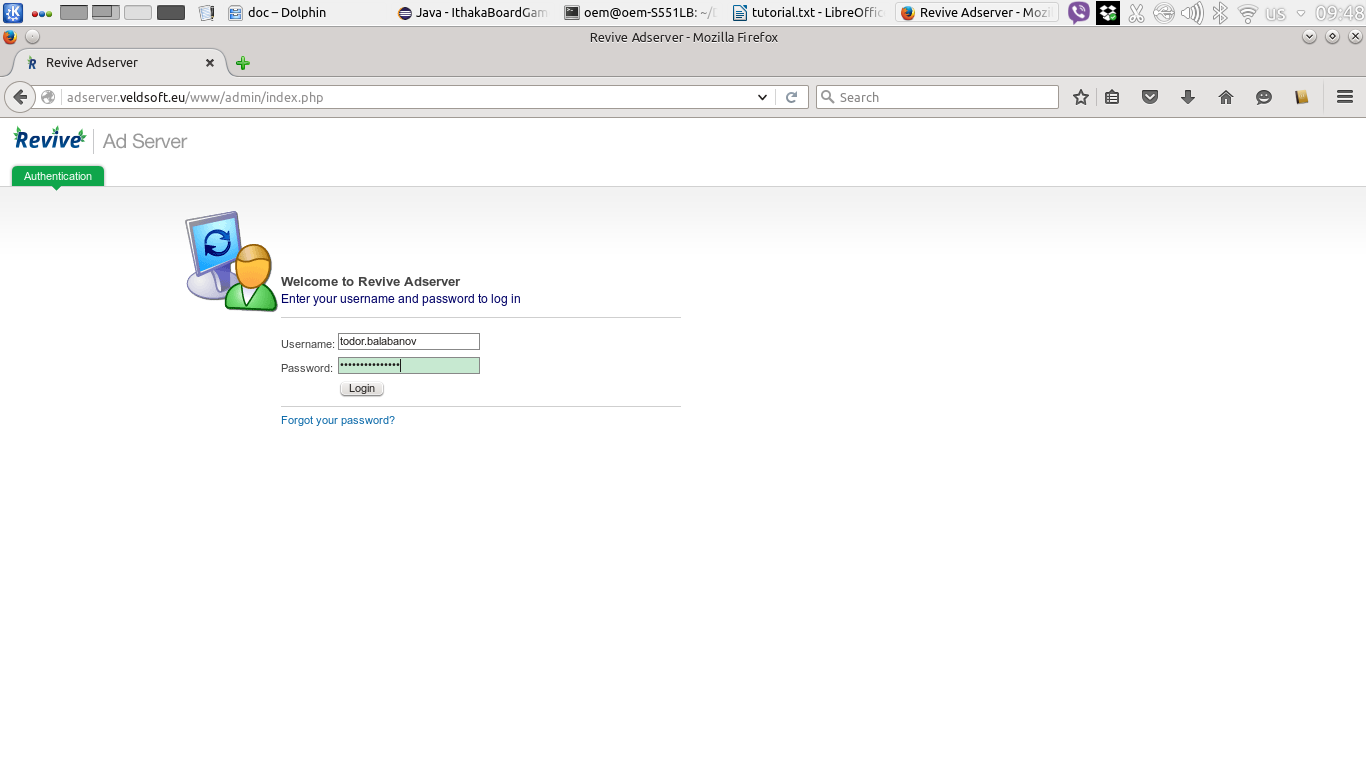 doc – Dolphin
Java - IthakaBoardGam
oem@oem-S551LB: ~/
tutorial.txt - LibreOffic
Revive Adserver - Mozil
us
09:48
Revive Adserver - Mozilla Firefox
Revive Adserver
adserver.veldsoft.eu/www/admin/index.php
Search
Revive
Ad Server
Authentication
Welcome to Revive Adserver
Enter your username and password to log in
Username: todor.balabanov
Password: •••••••••••••••
Login
Forgot your password?